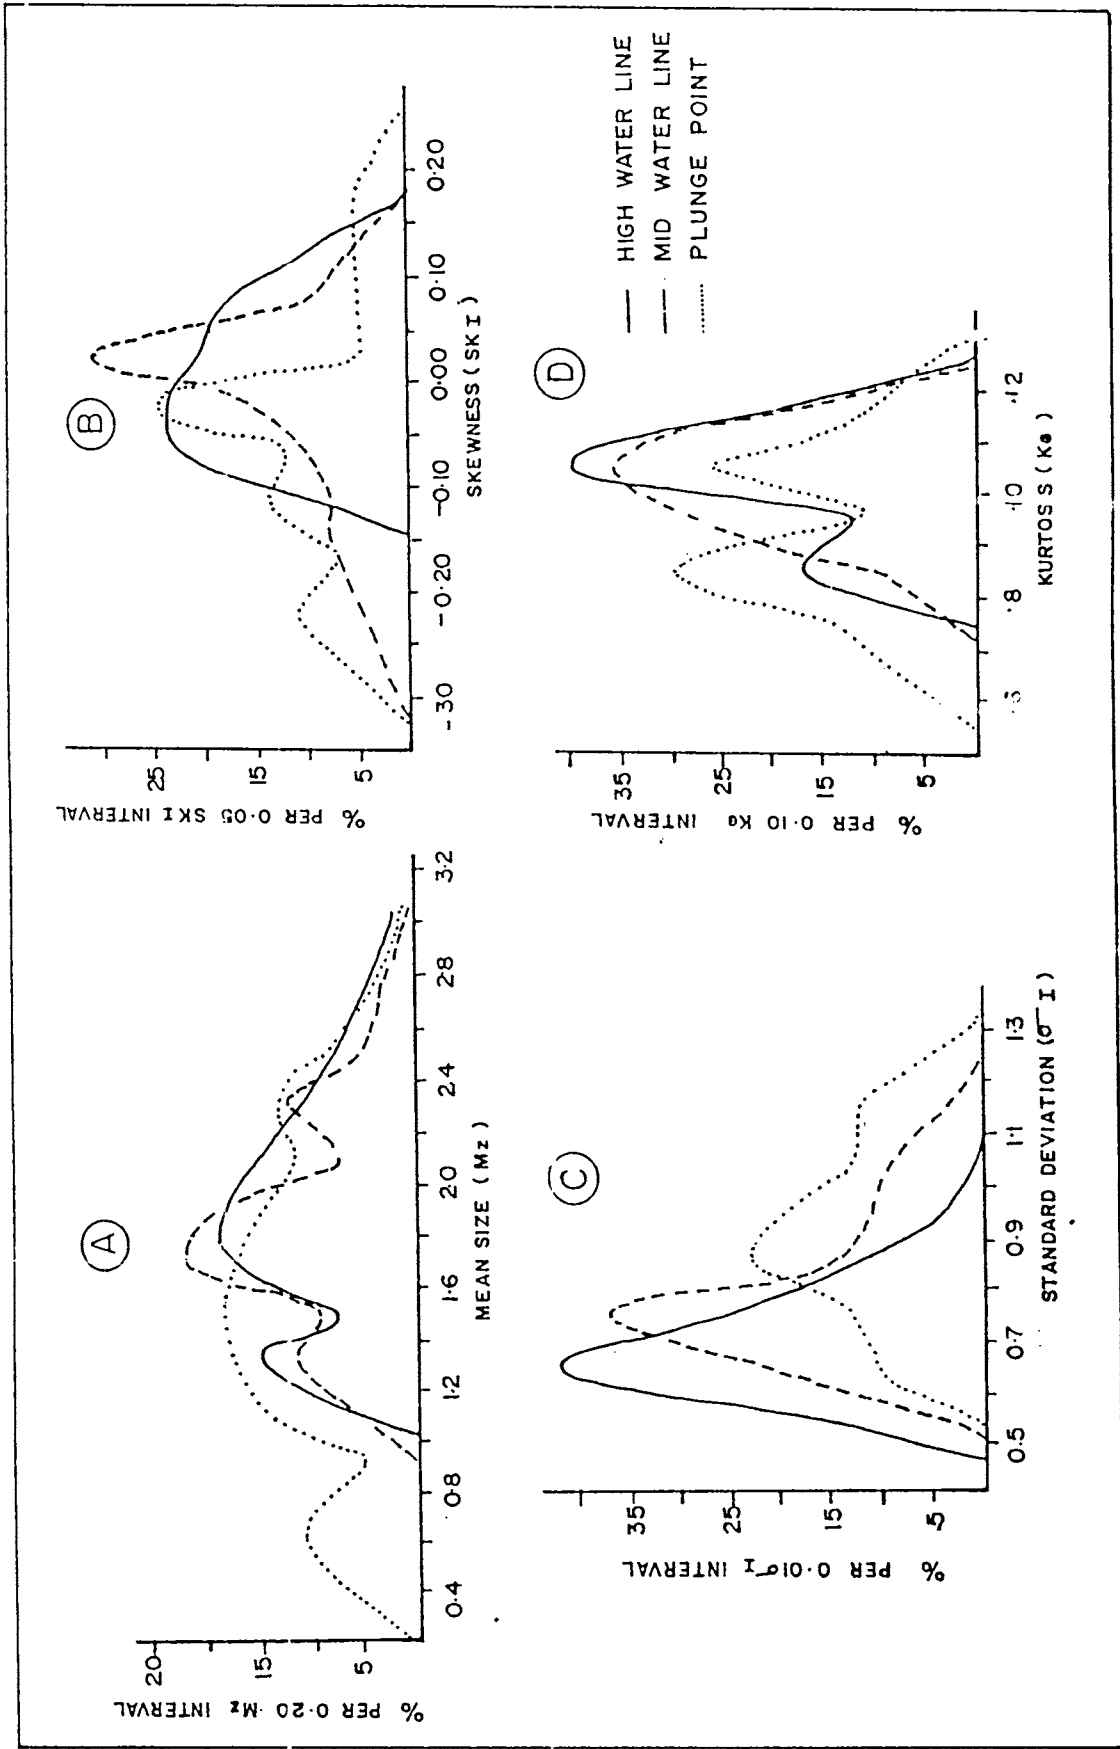 A
% PER 0.20 Mz INTERVAL
20
15
5
0.4
0.8
1.2
1.6
2.0
2.4
2.8
3.2
MEAN SIZE (Mz)
B
% PER 0.05 SKI INTERVAL
25
15
5
-30
-0.20
-0.10
0.00
0.10
0.20
SKEWNESS (SKI)
C
% PER 0.01σI INTERVAL
35
25
15
5
0.5
0.7
0.9
1.1
1.3
STANDARD DEVIATION (σI)
D
% PER 0.10 KG INTERVAL
35
25
15
5
.8
.10
.12
KURTOSS (KG)
HIGH WATER LINE
MID WATER LINE
PLUNGE POINT